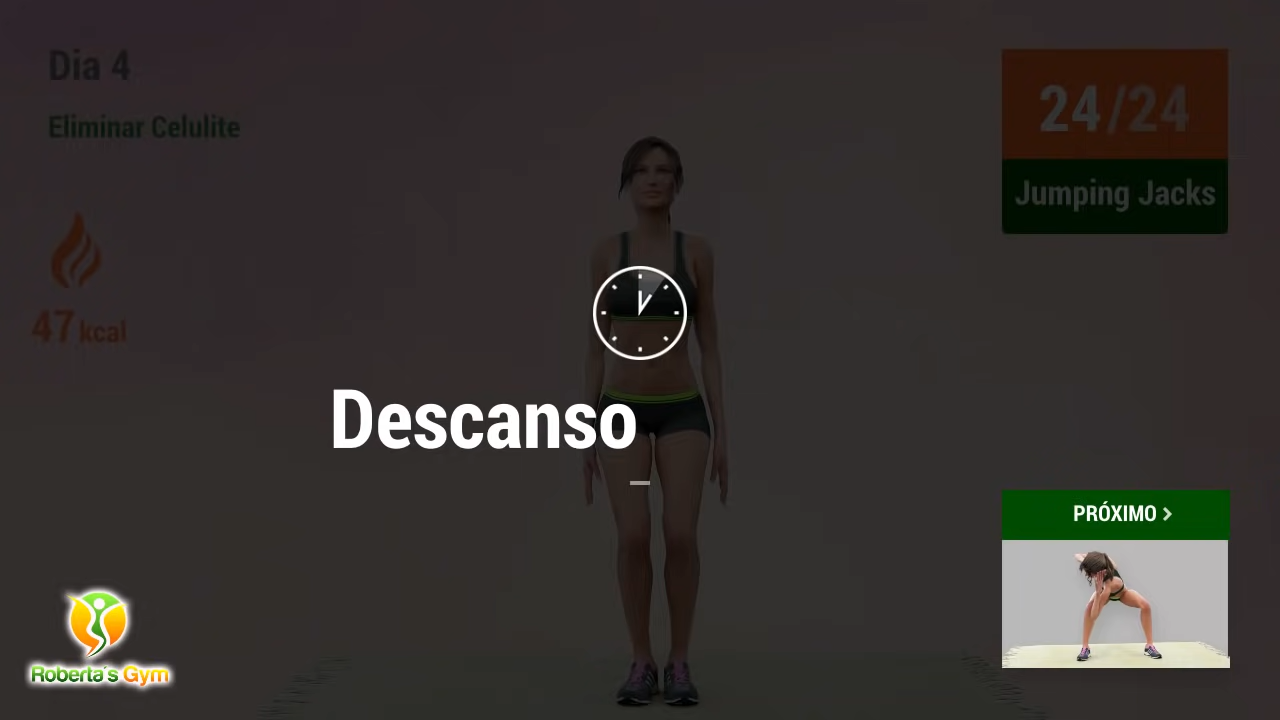 Dia 4
Eliminar Celulite
47 kcal
24/24
Jumping Jacks
Descanso
PRÓXIMO >
Roberta´s Gym